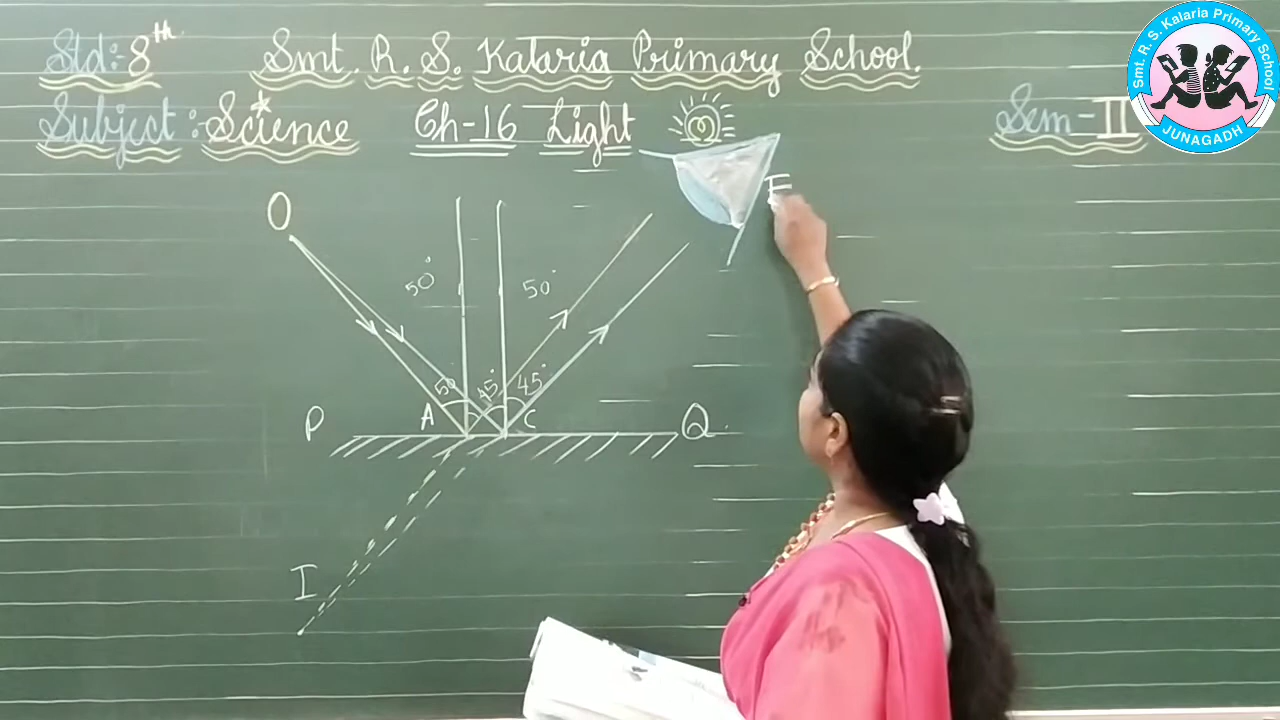 Std:- 8th Smt. R. S. Kalaria Primary School.
Subject : Science Ch-16 Light Sem-II
Smt. R. S. Kalaria Primary School
JUNAGADH
O
E
50°
50°
50
45°
45°
P
A
C
Q
I